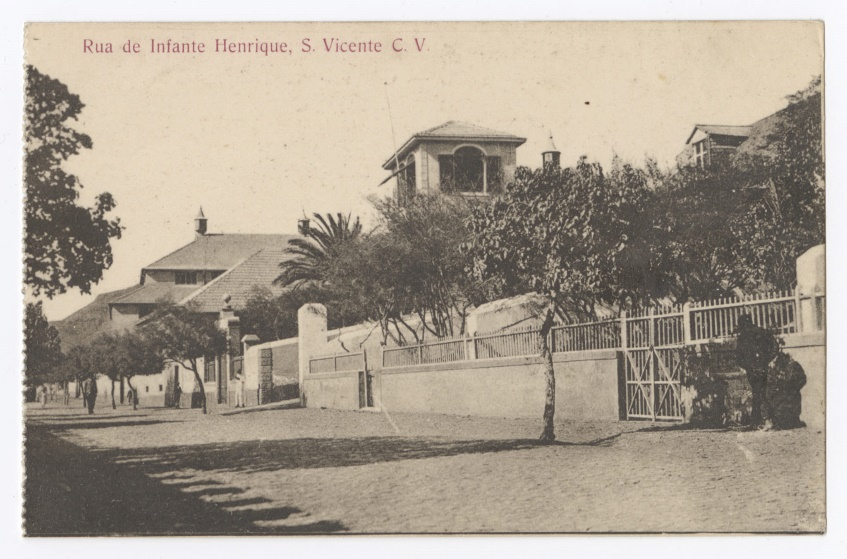 Rua de Infante Henrique, S. Vicente C. V.